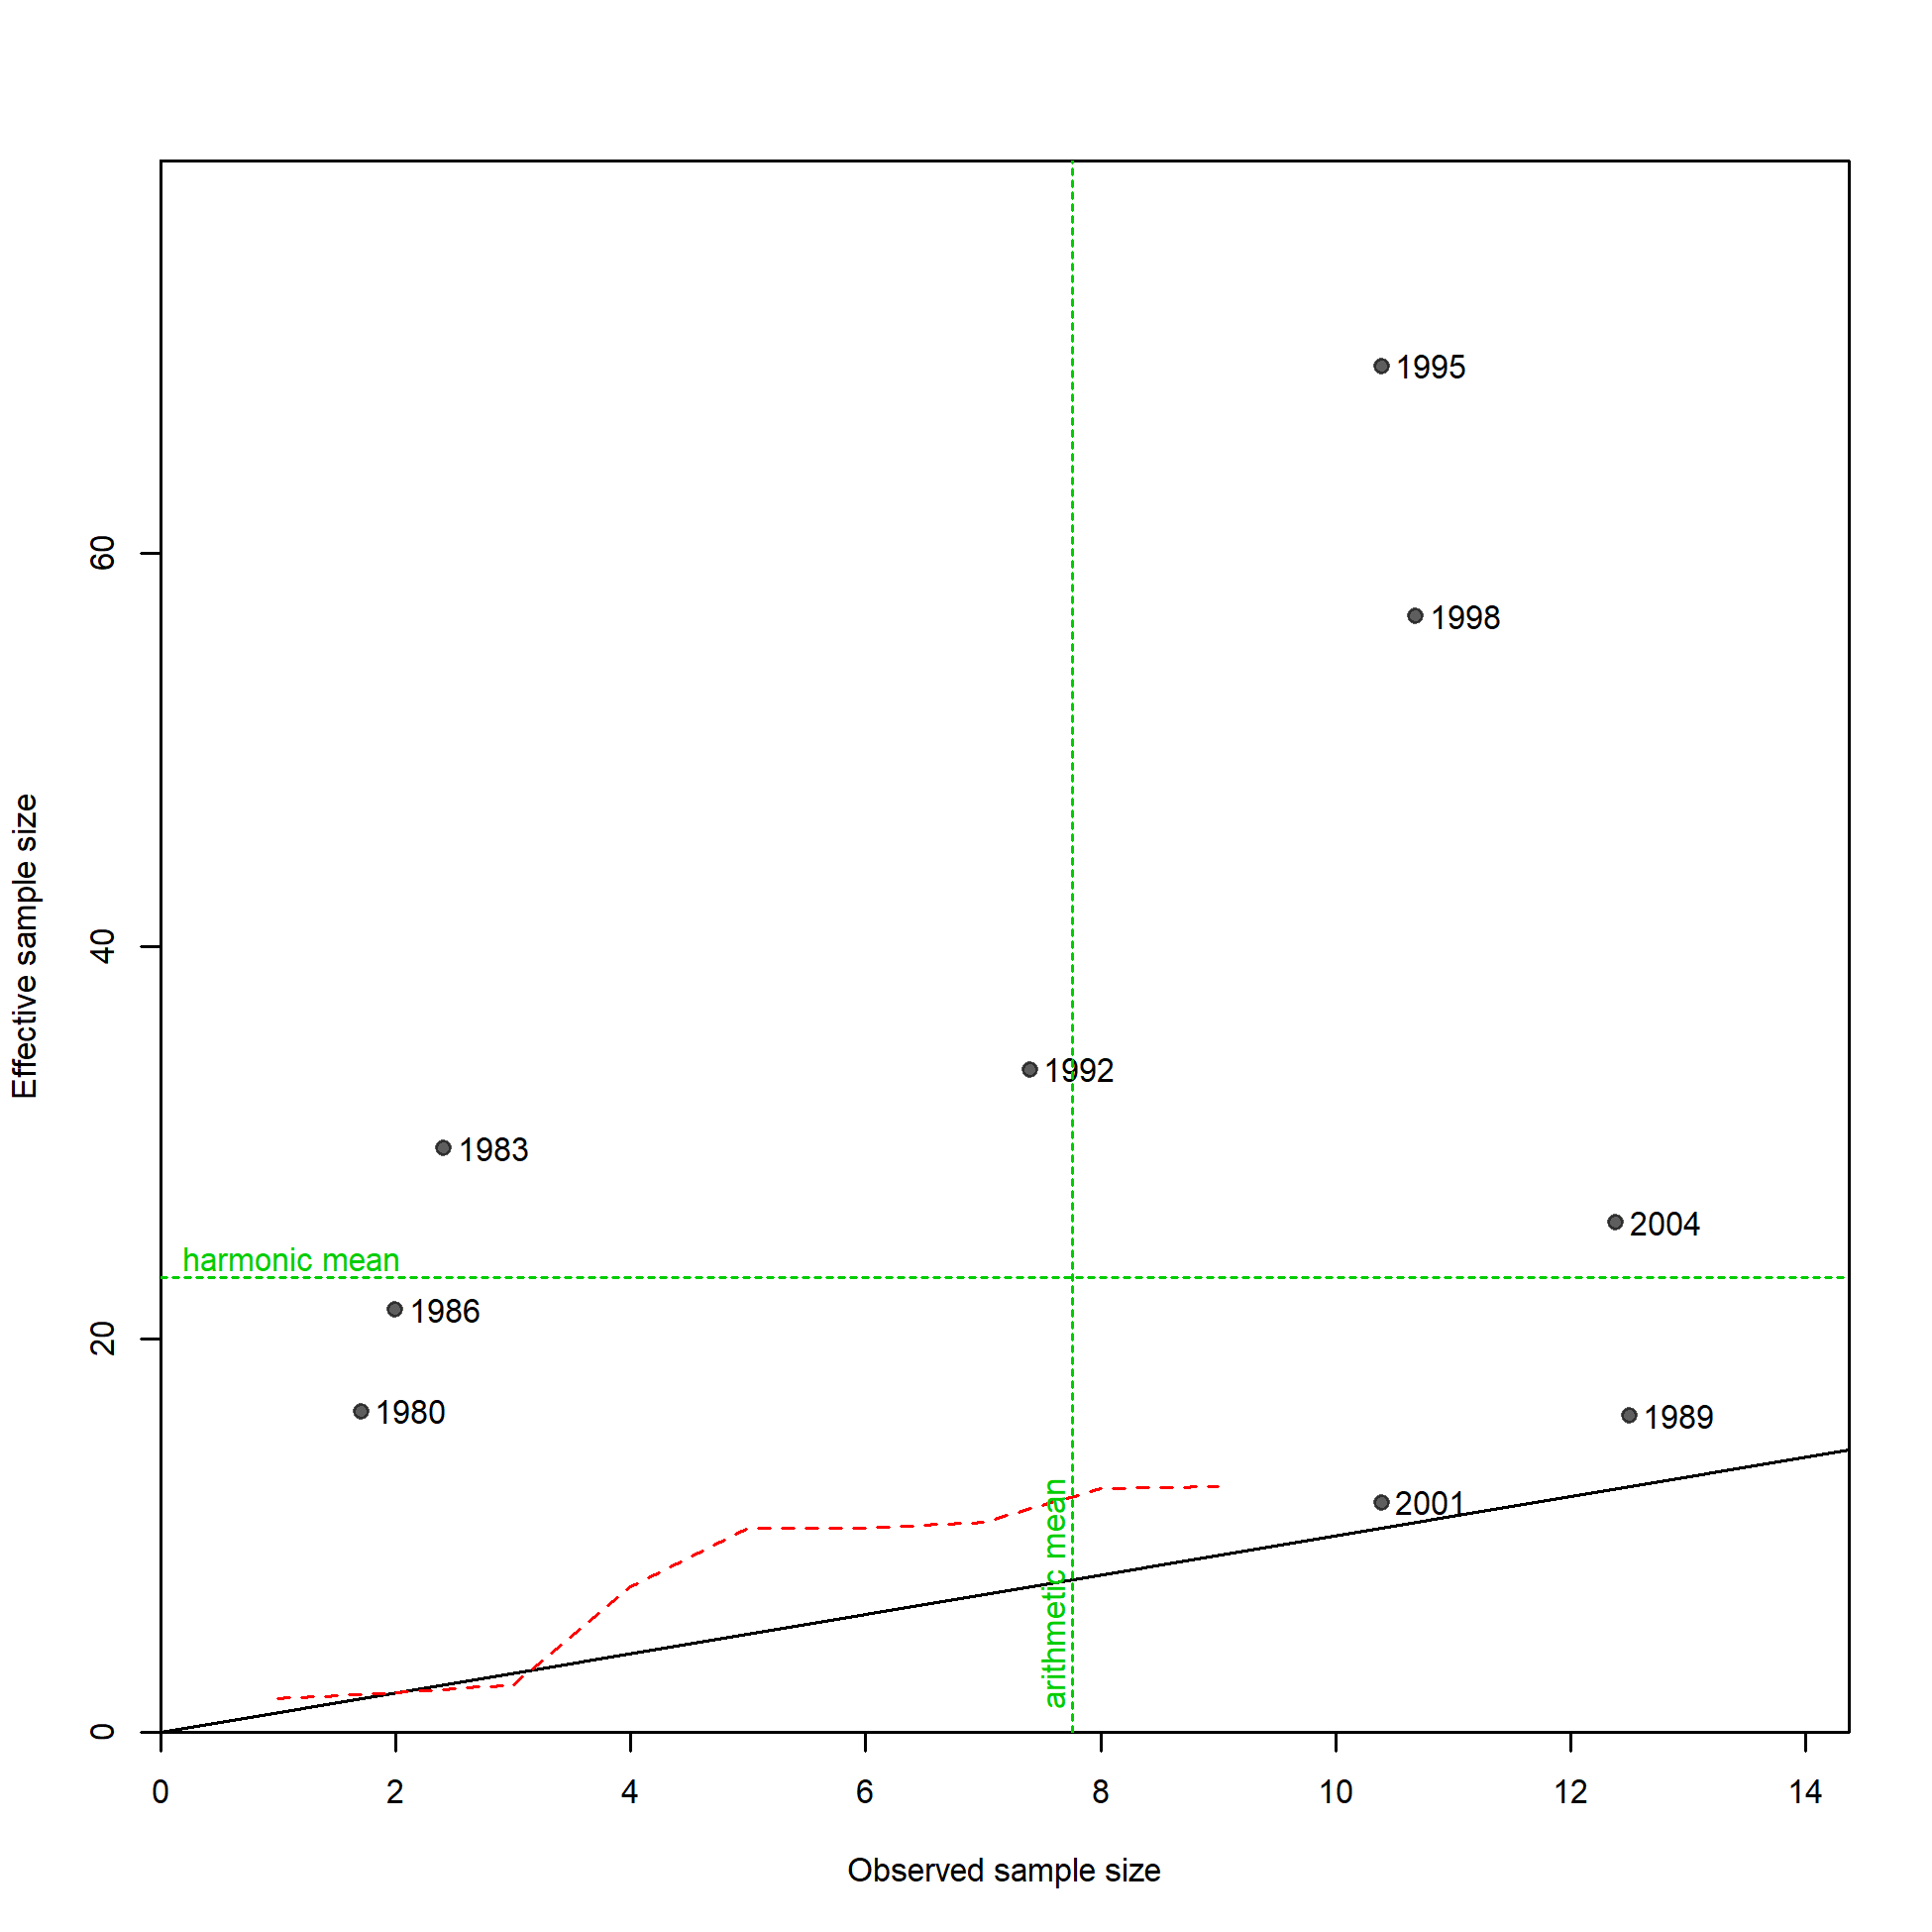 1995
60
1998
Effective sample size
40
1992
1983
2004
harmonic mean
1986
20
1980
1989
arithmetic mean
2001
0
0 2 4 6 8 10 12 14
Observed sample size